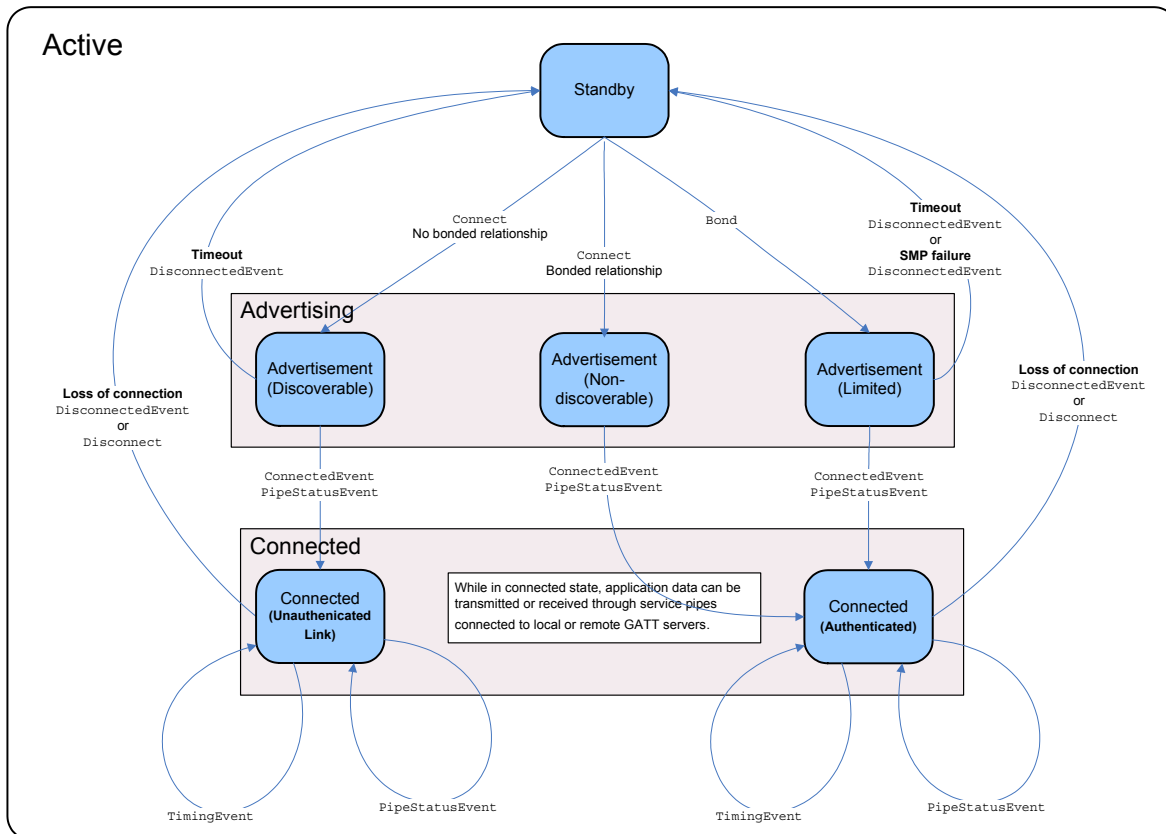 Active
Standby
Connect
No bonded relationship
Connect
Bonded relationship
Bond
Timeout
DisconnectedEvent
or
SMP failure
DisconnectedEvent
Timeout
DisconnectedEvent
Advertising
Advertisement
(Discoverable)
Advertisement
(Non-
discoverable)
Advertisement
(Limited)
Loss of connection
DisconnectedEvent
or
Disconnect
Loss of connection
DisconnectedEvent
or
Disconnect
ConnectedEvent
PipeStatusEvent
ConnectedEvent
PipeStatusEvent
ConnectedEvent
PipeStatusEvent
Connected
Connected
(Unauthenicated
Link)
While in connected state, application data can be
transmitted or received through service pipes
connected to local or remote GATT servers.
Connected
(Authenticated)
TimingEvent
PipeStatusEvent
TimingEvent
PipeStatusEvent